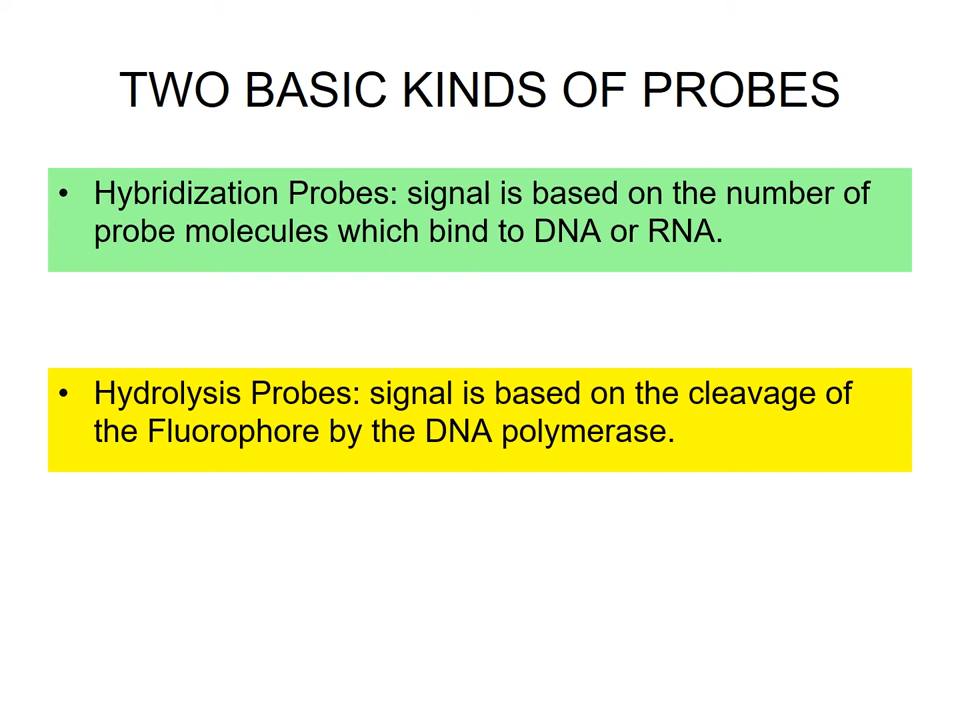 TWO BASIC KINDS OF PROBES
• Hybridization Probes: signal is based on the number of
probe molecules which bind to DNA or RNA.
• Hydrolysis Probes: signal is based on the cleavage of
the Fluorophore by the DNA polymerase.